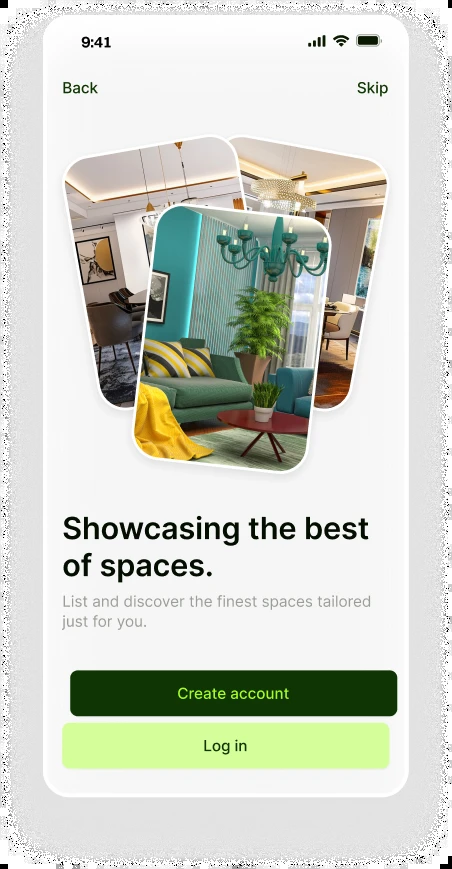 9:41
Back
Skip
Showcasing the best
of spaces.
List and discover the finest spaces tailored
just for you.
Create account
Log in